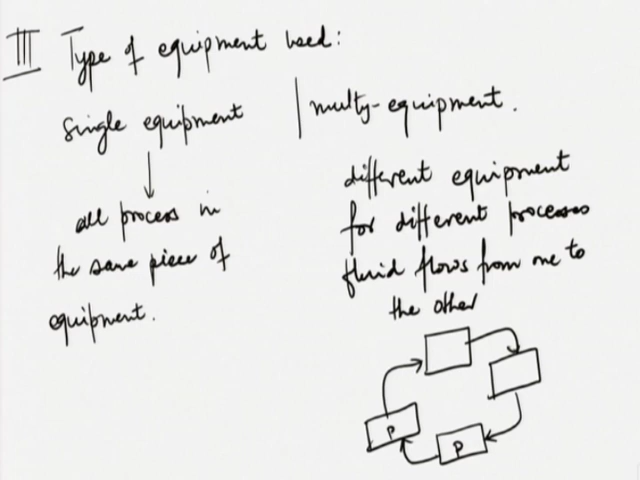 III Type of equipment used:
single equipment
all process in
the same piece of
equipment.
multy-equipment.
different equipment
for different processes
fluid flows from one to
the other
P
P